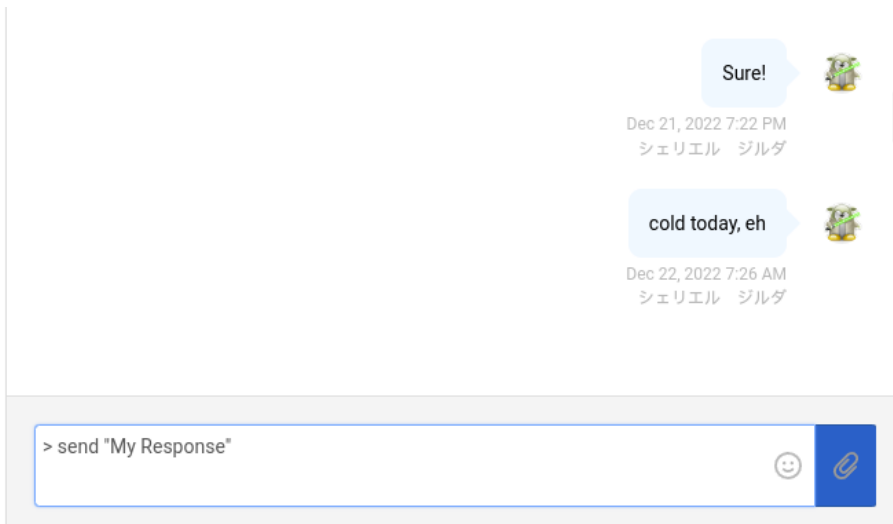 Sure!
Dec 21, 2022 7:22 PM
シェリエル　ジルダ
cold today, eh
Dec 22, 2022 7:26 AM
シェリエル　ジルダ
> send "My Response"